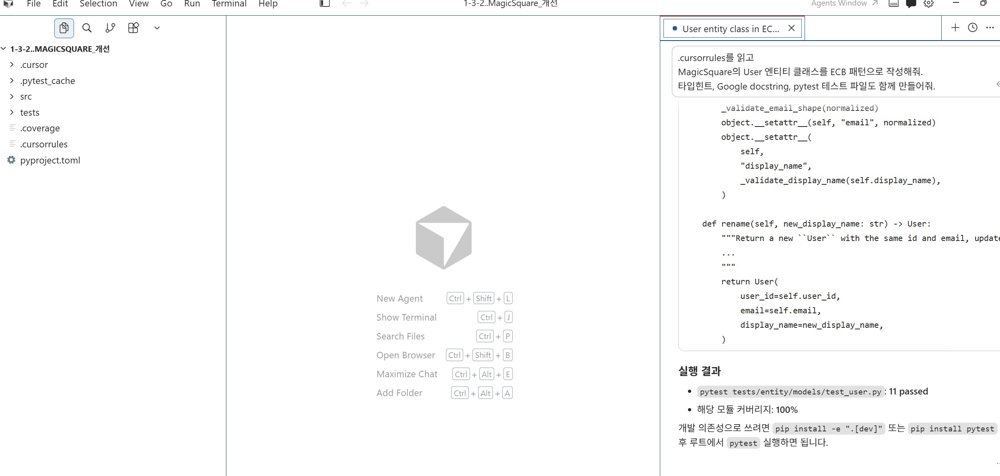 File Edit Selection View Go Run Terminal Help
1-3-2..MagicSquare_개선
Agents Window
1-3-2..MAGICSQUARE_개선
.cursor
.pytest_cache
src
tests
.coverage
.cursorrules
pyproject.toml
New Agent Ctrl + Shift + L
Show Terminal Ctrl + J
Search Files Ctrl + P
Open Browser Ctrl + Shift + B
Maximize Chat Ctrl + Alt + E
Add Folder Ctrl + Alt + A
User entity class in EC...
.cursorrules를 읽고
MagicSquare의 User 엔티티 클래스를 ECB 패턴으로 작성해줘.
타입힌트, Google docstring, pytest 테스트 파일도 함께 만들어줘.
_validate_email_shape(normalized)
object.__setattr__(self, "email", normalized)
object.__setattr__(
self,
"display_name",
_validate_display_name(self.display_name),
)
def rename(self, new_display_name: str) -> User:
"""Return a new ``User`` with the same id and email, update
...
"""
return User(
user_id=self.user_id,
email=self.email,
display_name=new_display_name,
)
실행 결과
• pytest tests/entity/models/test_user.py: 11 passed
• 해당 모듈 커버리지: 100%
개발 의존성으로 쓰려면 pip install -e ".[dev]" 또는 pip install pytest
후 루트에서 pytest 실행하면 됩니다.